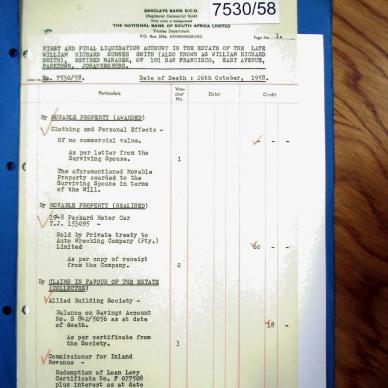 7530/58
BARCLAYS BANK D.C.O.
(Registered Commercial Bank)
THE NATIONAL BANK OF SOUTH AFRICA LIMITED
Trustee Department
P.O. Box 2036, JOHANNESBURG
Page No. 1.
FIRST AND FINAL LIQUIDATION ACCOUNT IN THE ESTATE OF THE LATE
WILLIAM RICHARD SUMNER SMITH (ALSO KNOWN AS WILLIAM RICHARD
SMITH), RETIRED MANAGER, OF 101 SAN FRANCISCO, EAST AVENUE,
PARKTOWN, JOHANNESBURG.
No. 7530/58. Date of Death : 26th October, 1958.
Particulars Voucher No. Debit Credit
By MOVABLE PROPERTY (AWARDED)
Clothing and Personal Effects -
Of no commercial value. - - -
As per letter from the
Surviving Spouse. 1
The aforementioned Movable
Property awarded to the
Surviving Spouse in terms
of the Will.
By MOVABLE PROPERTY (REALISED)
1948 Packard Motor Car
T.J. 153095 -
Sold by Private treaty to
Auto Wrecking Company (Pty.)
Limited 60 - -
As per copy of receipt
from the Company. 2
By CLAIMS IN FAVOUR OF THE ESTATE
(COLLECTED)
Allied Building Society -
Balance on Savings Account
No. S 842/5056 as at date
of death. 18 - -
As per certificate from
the Society. 3
Commissioner for Inland
Revenue -
Redemption of Loan Levy
Certificate No. F 077508
plus interest as at date